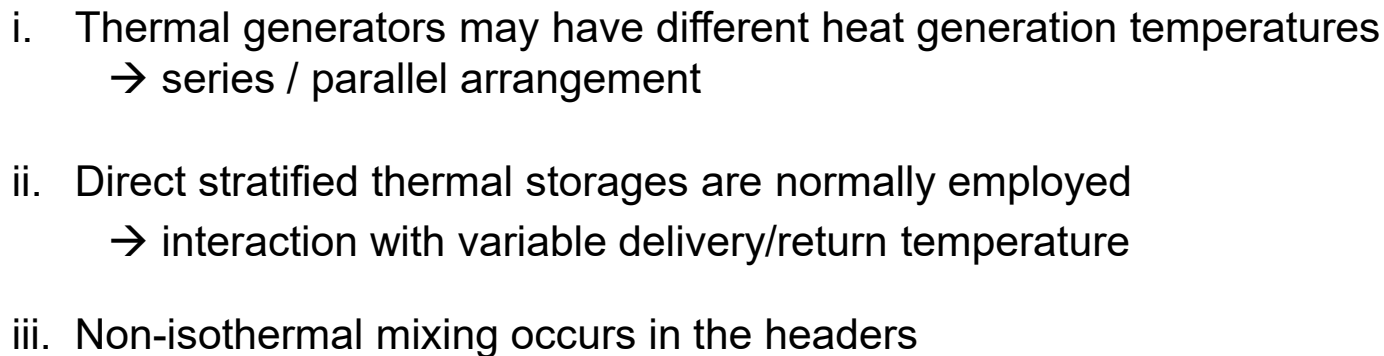 i. Thermal generators may have different heat generation temperatures
→ series / parallel arrangement
ii. Direct stratified thermal storages are normally employed
→ interaction with variable delivery/return temperature
iii. Non-isothermal mixing occurs in the headers